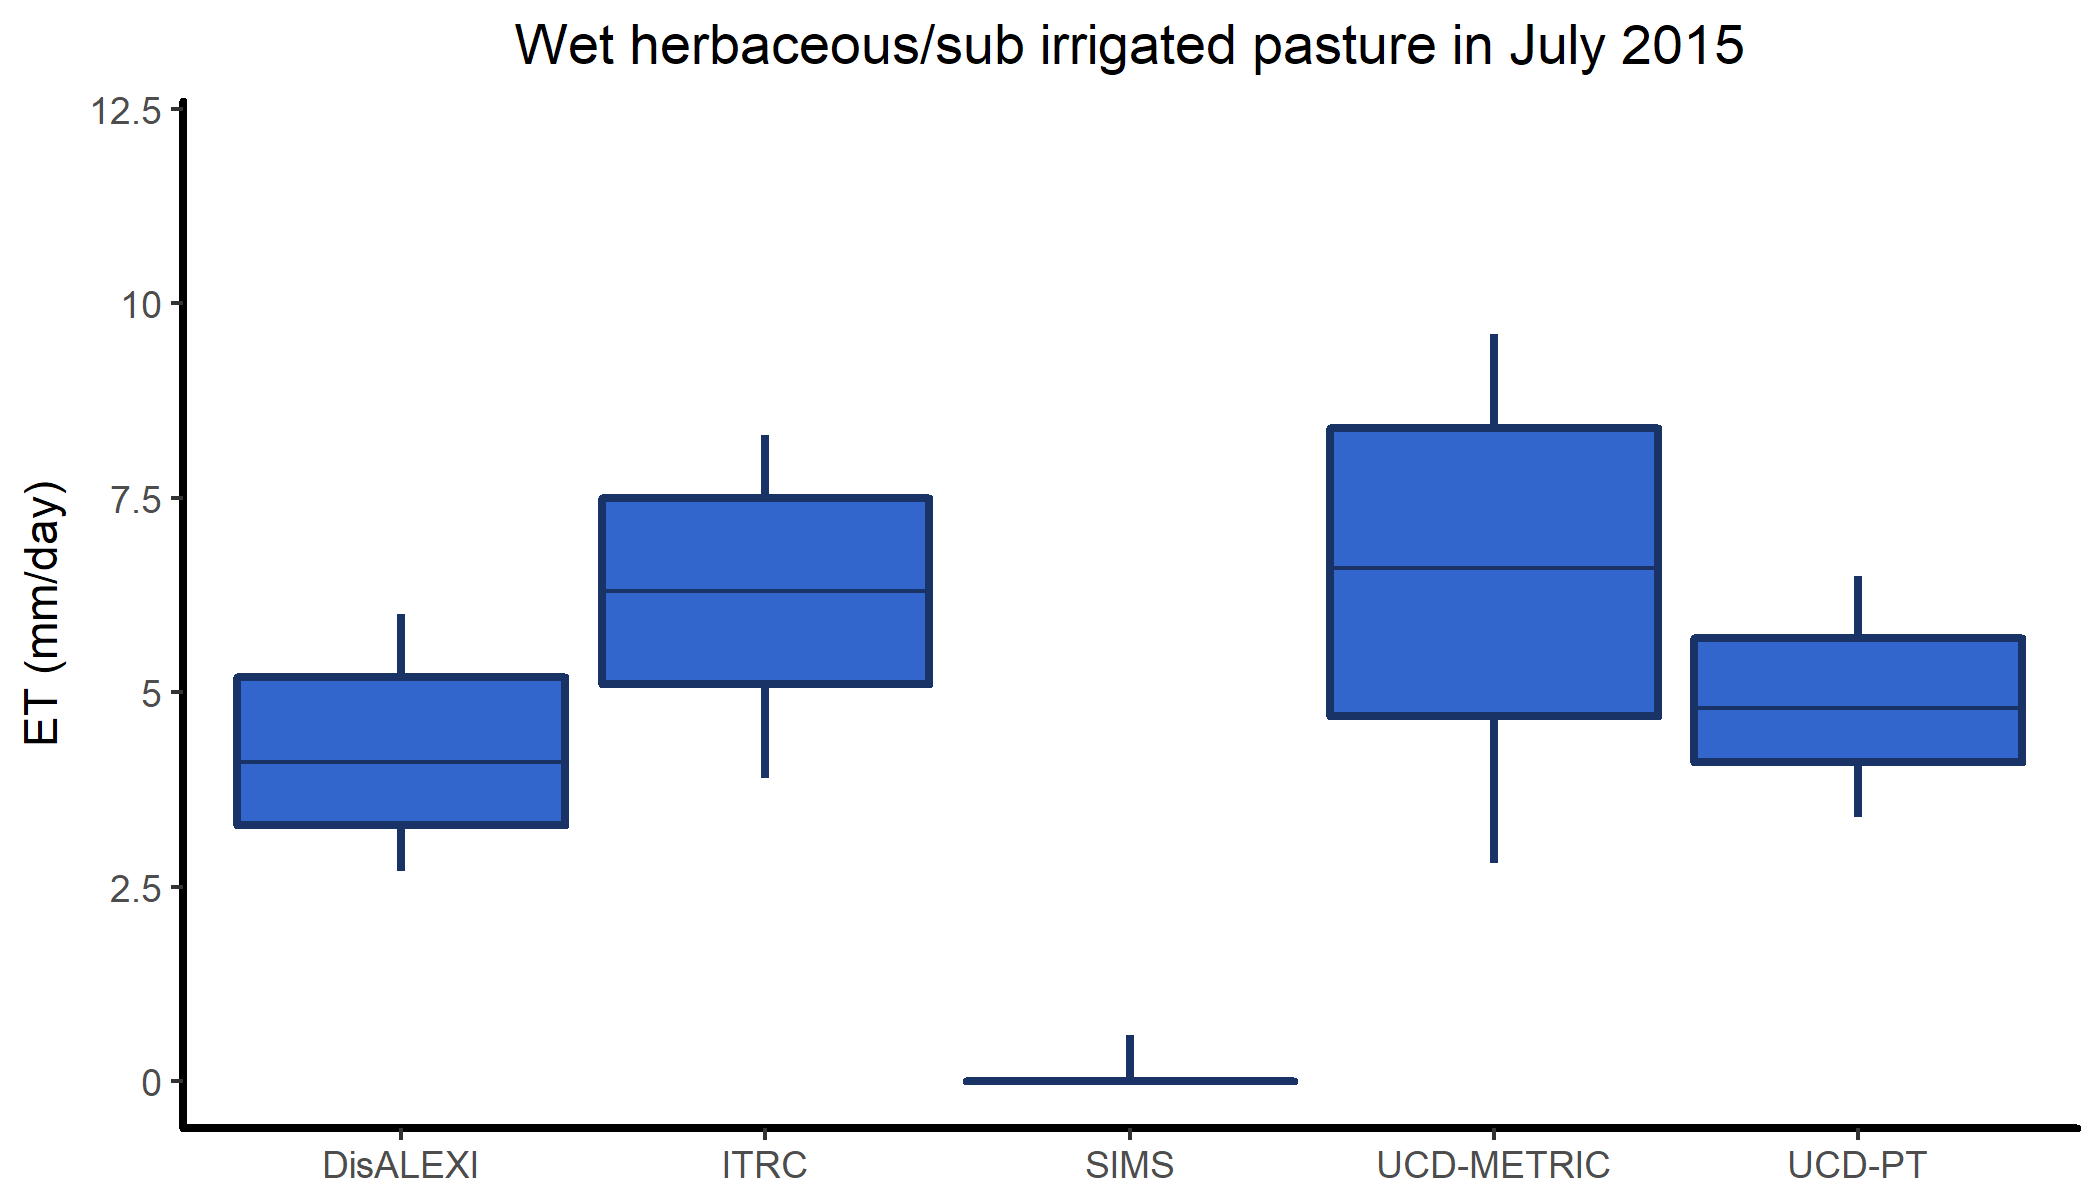 Wet herbaceous/sub irrigated pasture in July 2015
12.5
10
7.5
5
2.5
0
ET (mm/day)
DisALEXI ITRC SIMS UCD-METRIC UCD-PT